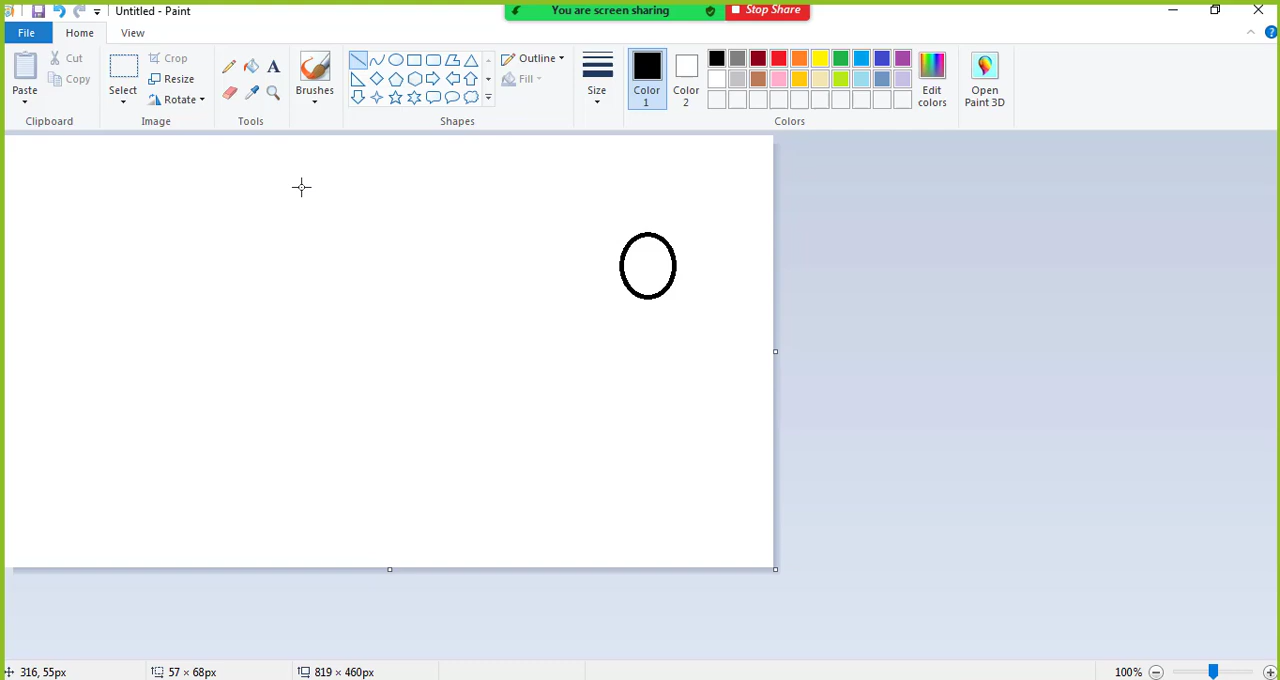 Untitled - Paint
You are screen sharing
Stop Share
File
Home
View
Paste
Cut
Copy
Clipboard
Select
Crop
Resize
Rotate
Image
A
Tools
Brushes
Shapes
Outline
Fill
Size
Color 1
Color 2
Edit colors
Colors
Open Paint 3D
316, 55px
57 × 68px
819 × 460px
100%